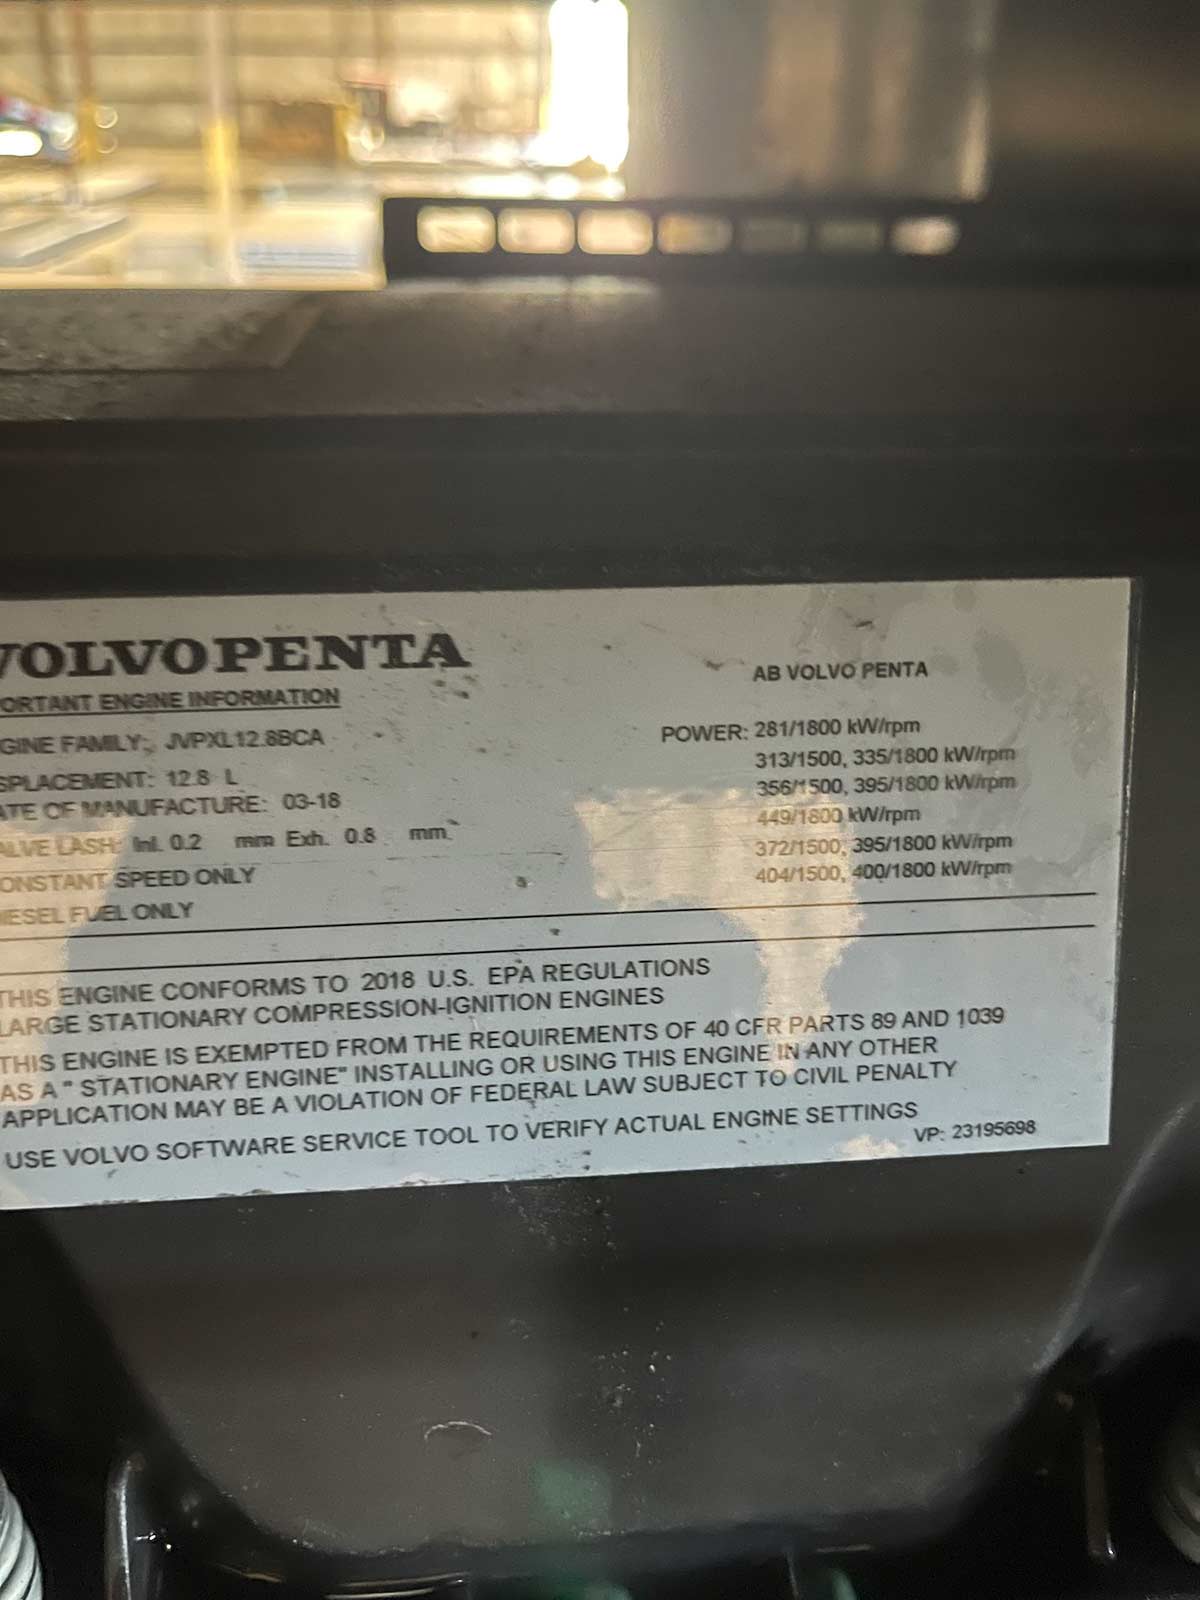 VOLVO PENTA
ORTANT ENGINE INFORMATION
GINE FAMILY: JVPXL12.8BCA
SPLACEMENT: 12.8 L
ATE OF MANUFACTURE: 03-18
ALVE LASH: Inl. 0.2 mm Exh. 0.8 mm
ONSTANT SPEED ONLY
IESEL FUEL ONLY
AB VOLVO PENTA
POWER: 281/1800 kW/rpm
313/1500, 335/1800 kW/rpm
356/1500, 395/1800 kW/rpm
449/1800 kW/rpm
372/1500, 395/1800 kW/rpm
404/1500, 400/1800 kW/rpm
THIS ENGINE CONFORMS TO 2018 U.S. EPA REGULATIONS
LARGE STATIONARY COMPRESSION-IGNITION ENGINES
THIS ENGINE IS EXEMPTED FROM THE REQUIREMENTS OF 40 CFR PARTS 89 AND 1039
AS A " STATIONARY ENGINE" INSTALLING OR USING THIS ENGINE IN ANY OTHER
APPLICATION MAY BE A VIOLATION OF FEDERAL LAW SUBJECT TO CIVIL PENALTY
USE VOLVO SOFTWARE SERVICE TOOL TO VERIFY ACTUAL ENGINE SETTINGS
VP: 23195698